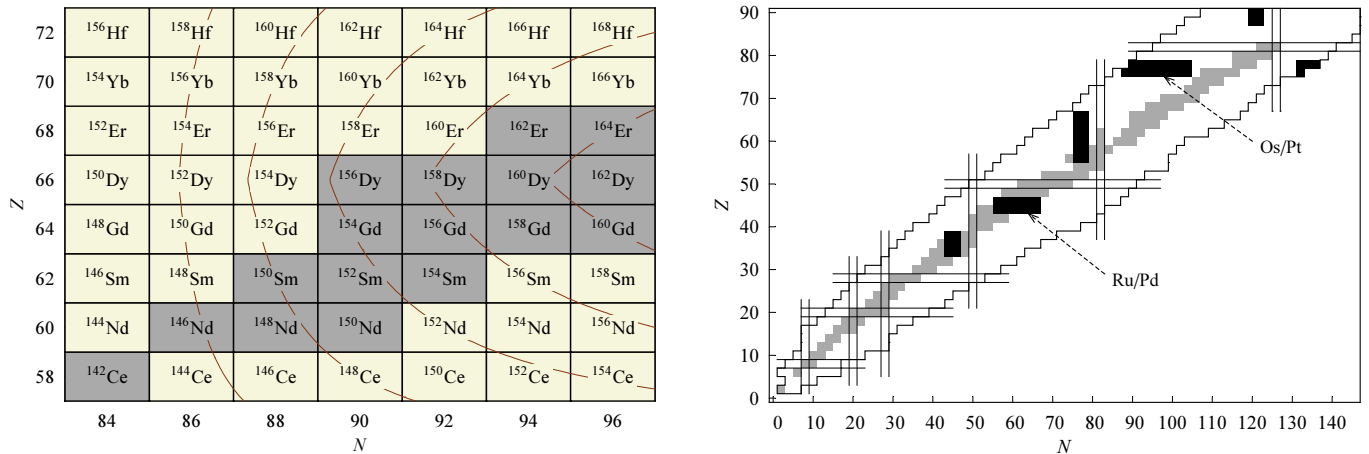 72 156Hf 158Hf 160Hf 162Hf 164Hf 166Hf 168Hf
70 154Yb 156Yb 158Yb 160Yb 162Yb 164Yb 166Yb
68 152Er 154Er 156Er 158Er 160Er 162Er 164Er
66 150Dy 152Dy 154Dy 156Dy 158Dy 160Dy 162Dy
64 148Gd 150Gd 152Gd 154Gd 156Gd 158Gd 160Gd
62 146Sm 148Sm 150Sm 152Sm 154Sm 156Sm 158Sm
60 144Nd 146Nd 148Nd 150Nd 152Nd 154Nd 156Nd
58 142Ce 144Ce 146Ce 148Ce 150Ce 152Ce 154Ce
84 86 88 90 92 94 96
N
Z
90
80
70
60
50
40
30
20
10
0
Z
Os/Pt
Ru/Pd
0 10 20 30 40 50 60 70 80 90 100 110 120 130 140
N